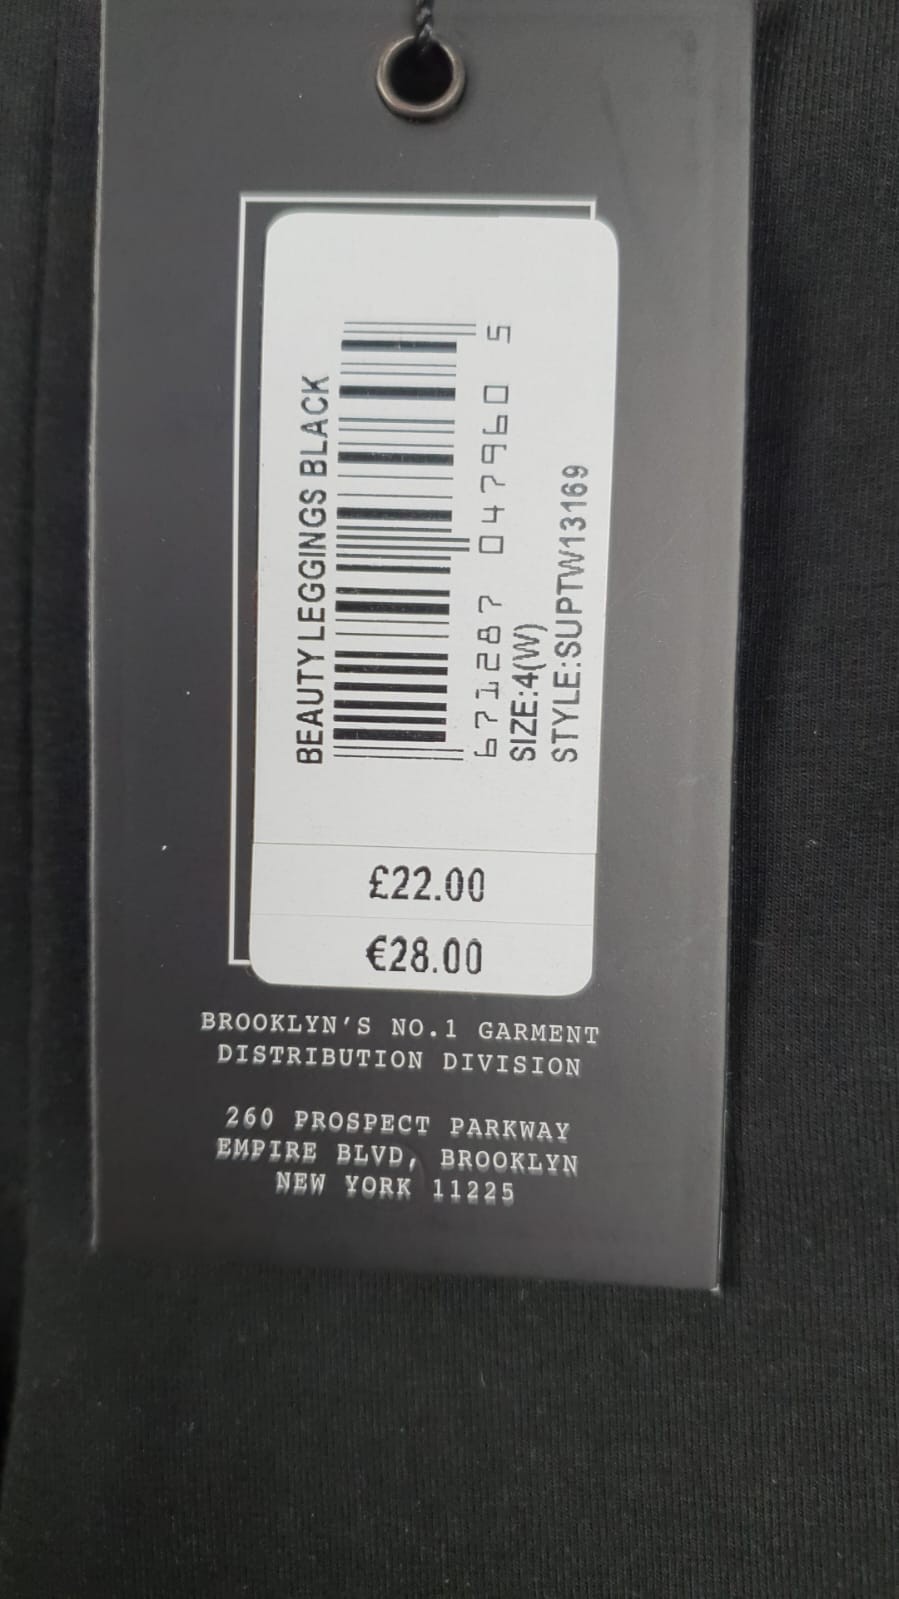 BEAUTY LEGGINGS BLACK
671287 047960 5
SIZE:4(W)
STYLE:SUPTW13169
£22.00
€28.00
BROOKLYN'S NO.1 GARMENT
DISTRIBUTION DIVISION
260 PROSPECT PARKWAY
EMPIRE BLVD, BROOKLYN
NEW YORK 11225